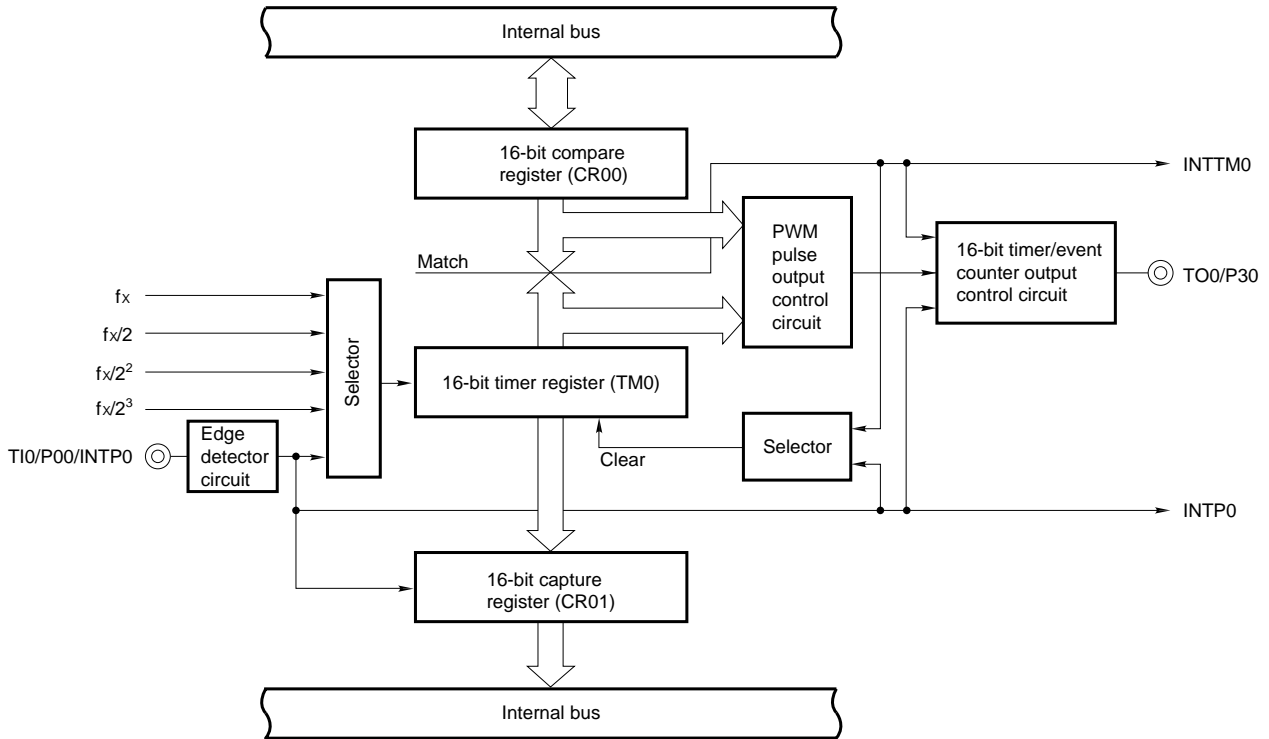 Internal bus
16-bit compare
register (CR00)
INTTM0
PWM
pulse
output
control
circuit
16-bit timer/event
counter output
control circuit
TO0/P30
Match
fX
fX/2
fX/2²
fX/2³
Selector
16-bit timer register (TM0)
TI0/P00/INTP0
Edge
detector
circuit
Clear
Selector
INTP0
16-bit capture
register (CR01)
Internal bus